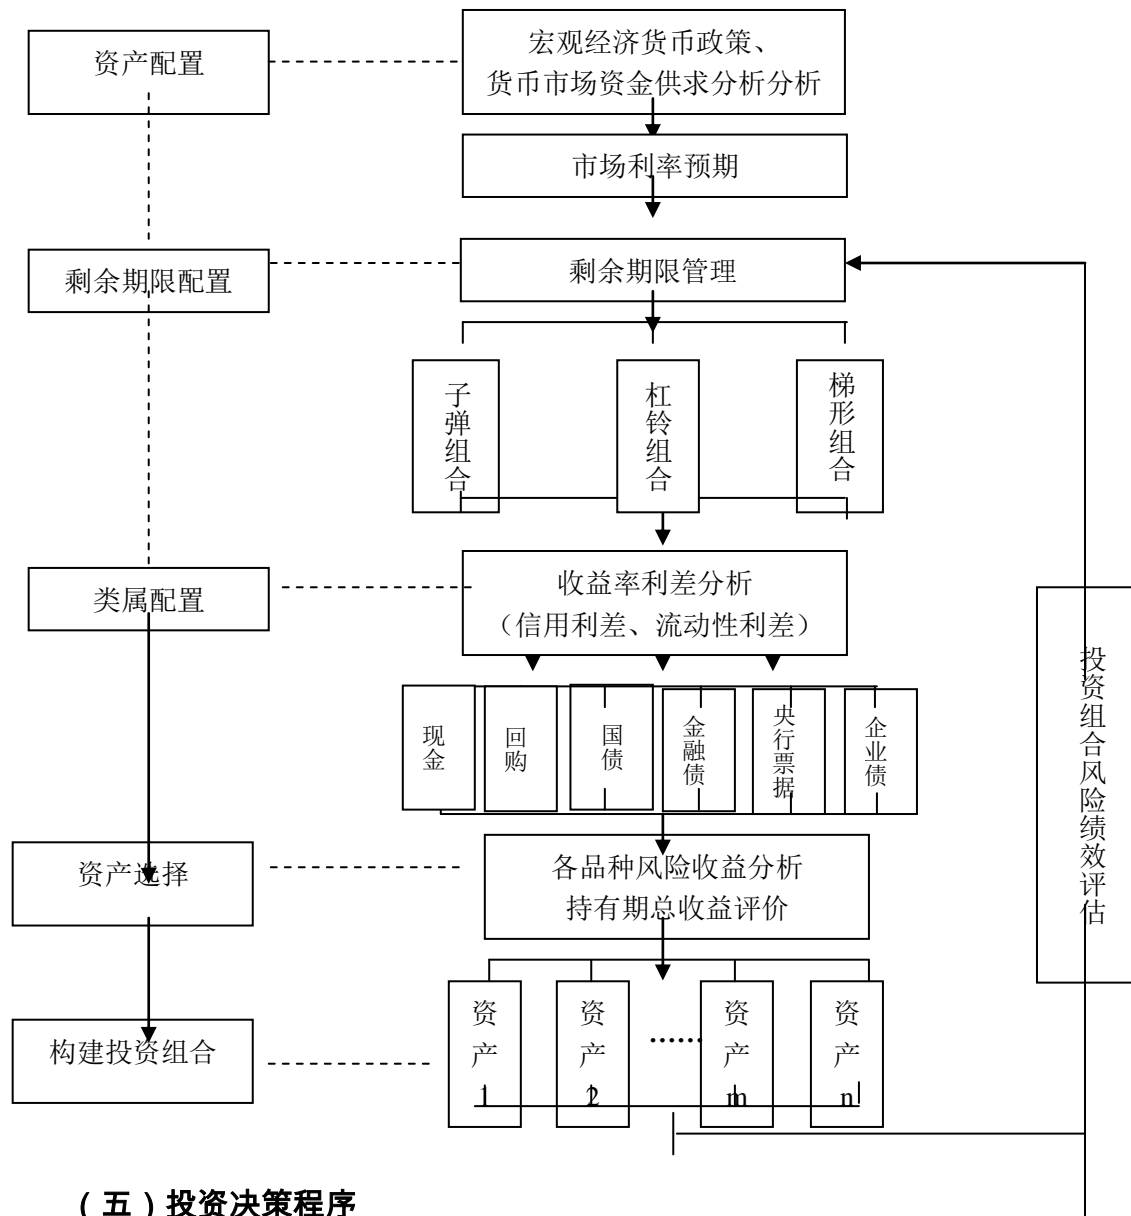 资产配置
宏观经济货币政策、
货币市场资金供求分析分析
市场利率预期
剩余期限配置
剩余期限管理
子弹组合
杠铃组合
梯形组合
类属配置
收益率利差分析
（信用利差、流动性利差）
现金
回购
国债
金融债
央行票据
企业债
投资组合风险绩效评估
资产选择
各品种风险收益分析
持有期总收益评价
构建投资组合
资产1
资产2
……
资产m
资产n
（五）投资决策程序